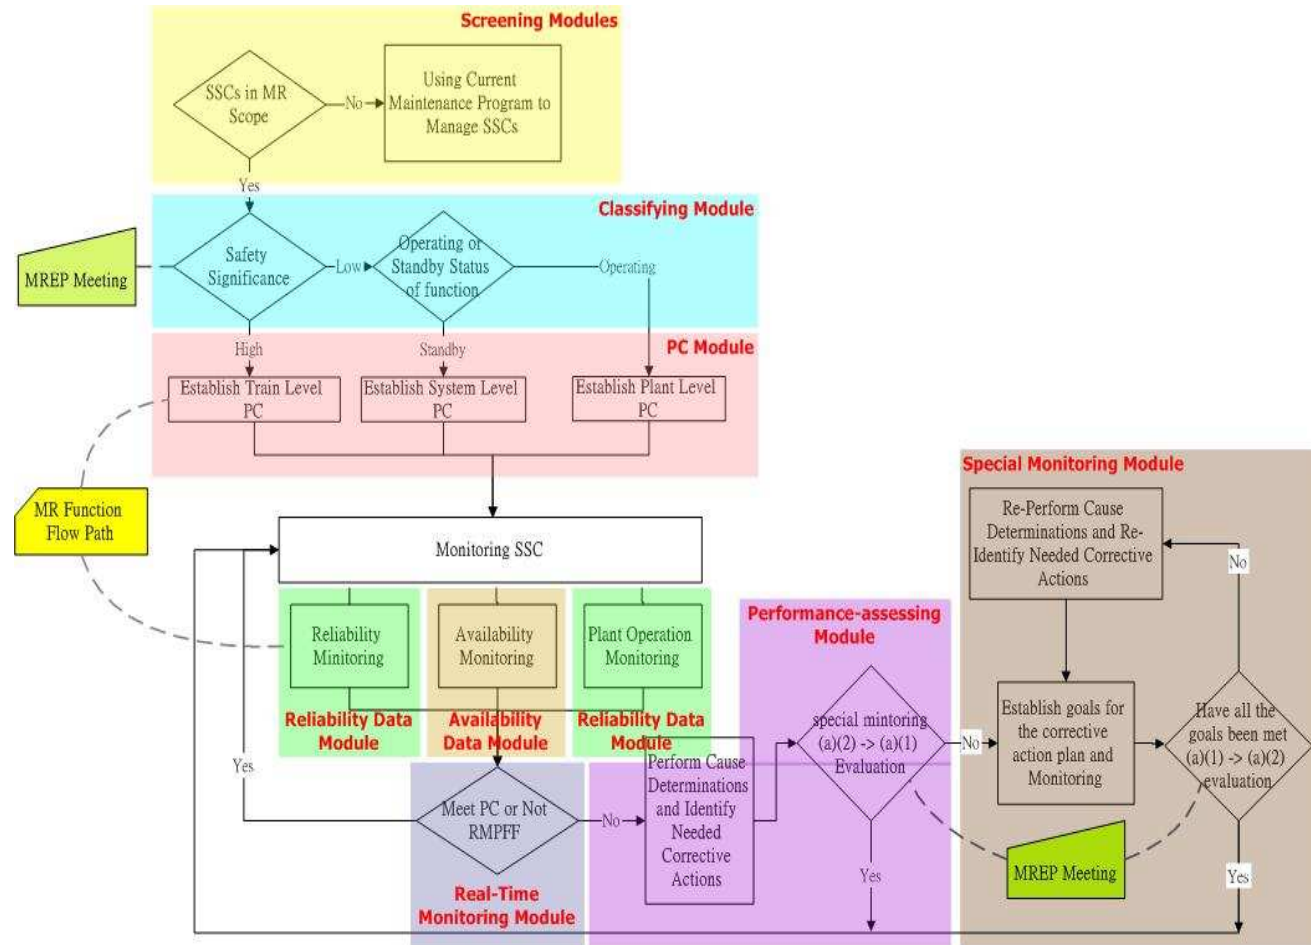 Screening Modules
SSCs in MR
Scope
No
Using Current
Maintenance Program to
Manage SSCs
Yes
Classifying Module
MREP Meeting
Safety
Significance
Low
Operating or
Standby Status
of function
Operating
PC Module
High
Standby
Establish Train Level
PC
Establish System Level
PC
Establish Plant Level
PC
MR Function
Flow Path
Monitoring SSC
Reliability
Minitoring
Availability
Monitoring
Plant Operation
Monitoring
Reliability Data
Module
Availability
Data Module
Reliability Data
Module
Yes
Meet PC or Not
RMPFF
No
Real-Time
Monitoring Module
Perform Cause
Determinations
and Identify
Needed
Corrective
Actions
Performance-assessing
Module
special mintoring
(a)(2) -> (a)(1)
Evaluation
No
Yes
Special Monitoring Module
Re-Perform Cause
Determinations and Re-
Identify Needed Corrective
Actions
No
Establish goals for
the corrective
action plan and
Monitoring
Have all the
goals been met
(a)(1) -> (a)(2)
evaluation
MREP Meeting
Yes